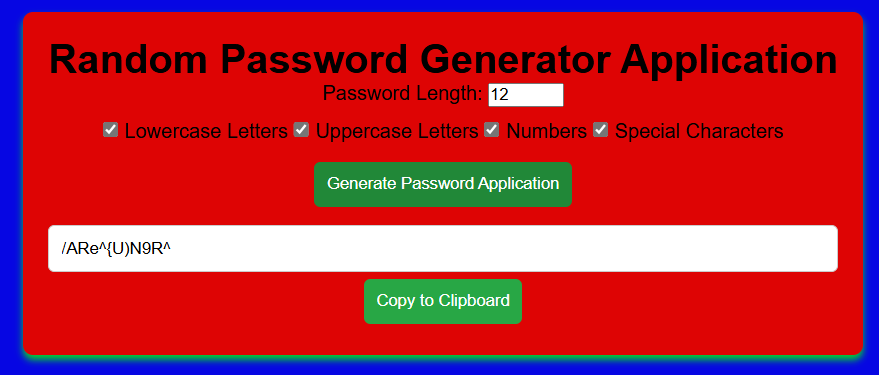 Random Password Generator Application
Password Length: 12
Lowercase Letters Uppercase Letters Numbers Special Characters
Generate Password Application
/ARe^{U)N9R^
Copy to Clipboard